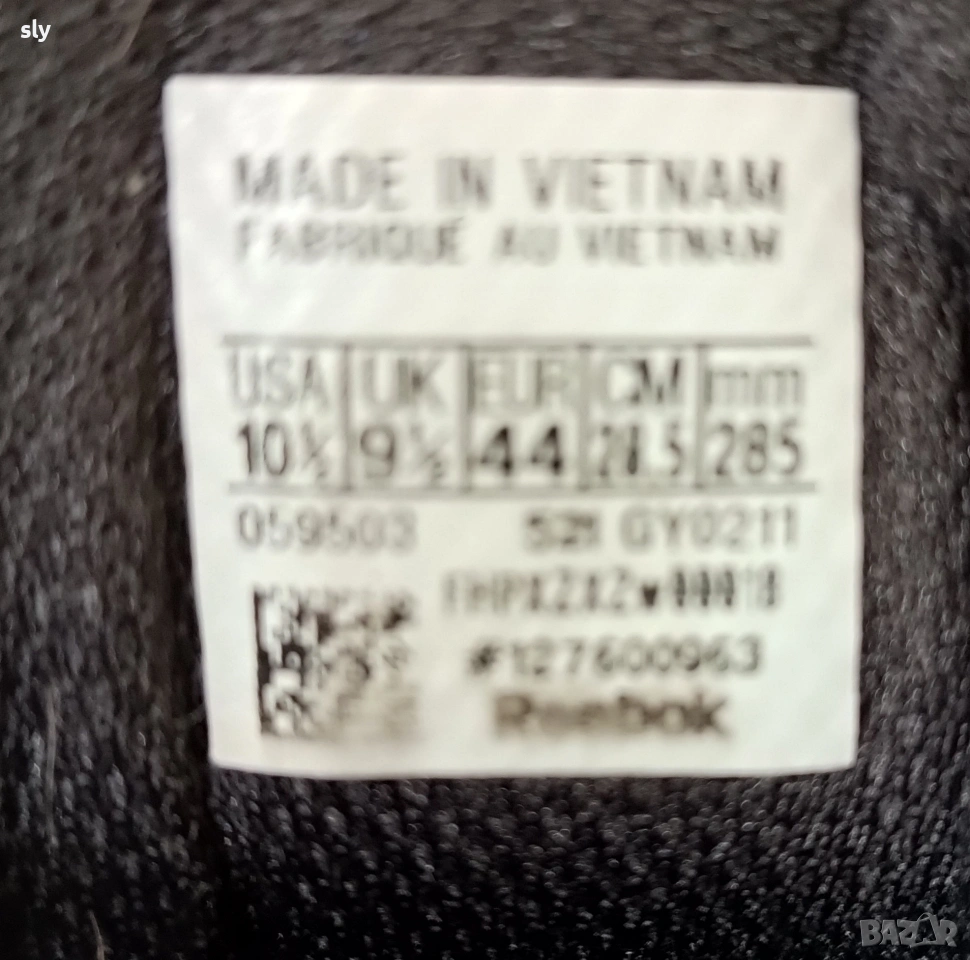 sly
MADE IN VIETNAM
FABRIQUÉ AU VIETNAM
USA UK EUR CM mm
10½ 9½ 44 28.5 285
059503 GY0211
#127600963
Reebok
BAZAR